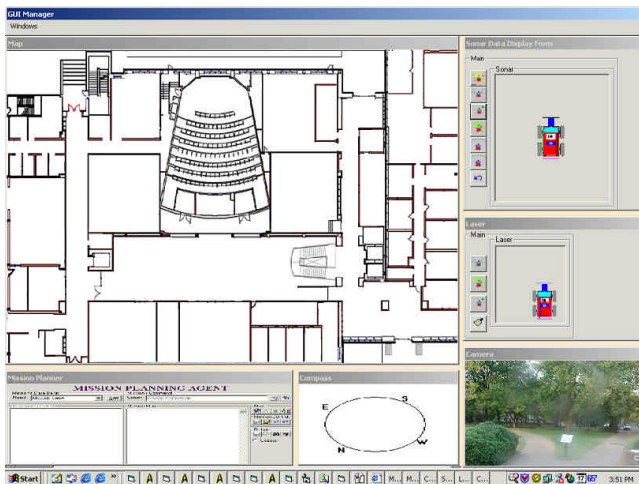 GUI Manager
Windows
Map
Sonar Data Display Form
Main
Sonar
Laser
Main
Laser
Camera
Mission Planner
MISSION PLANNING AGENT
Compass
E
S
N
W
Start
M...
M...
C...
S...
L...
C...
3:51 PM